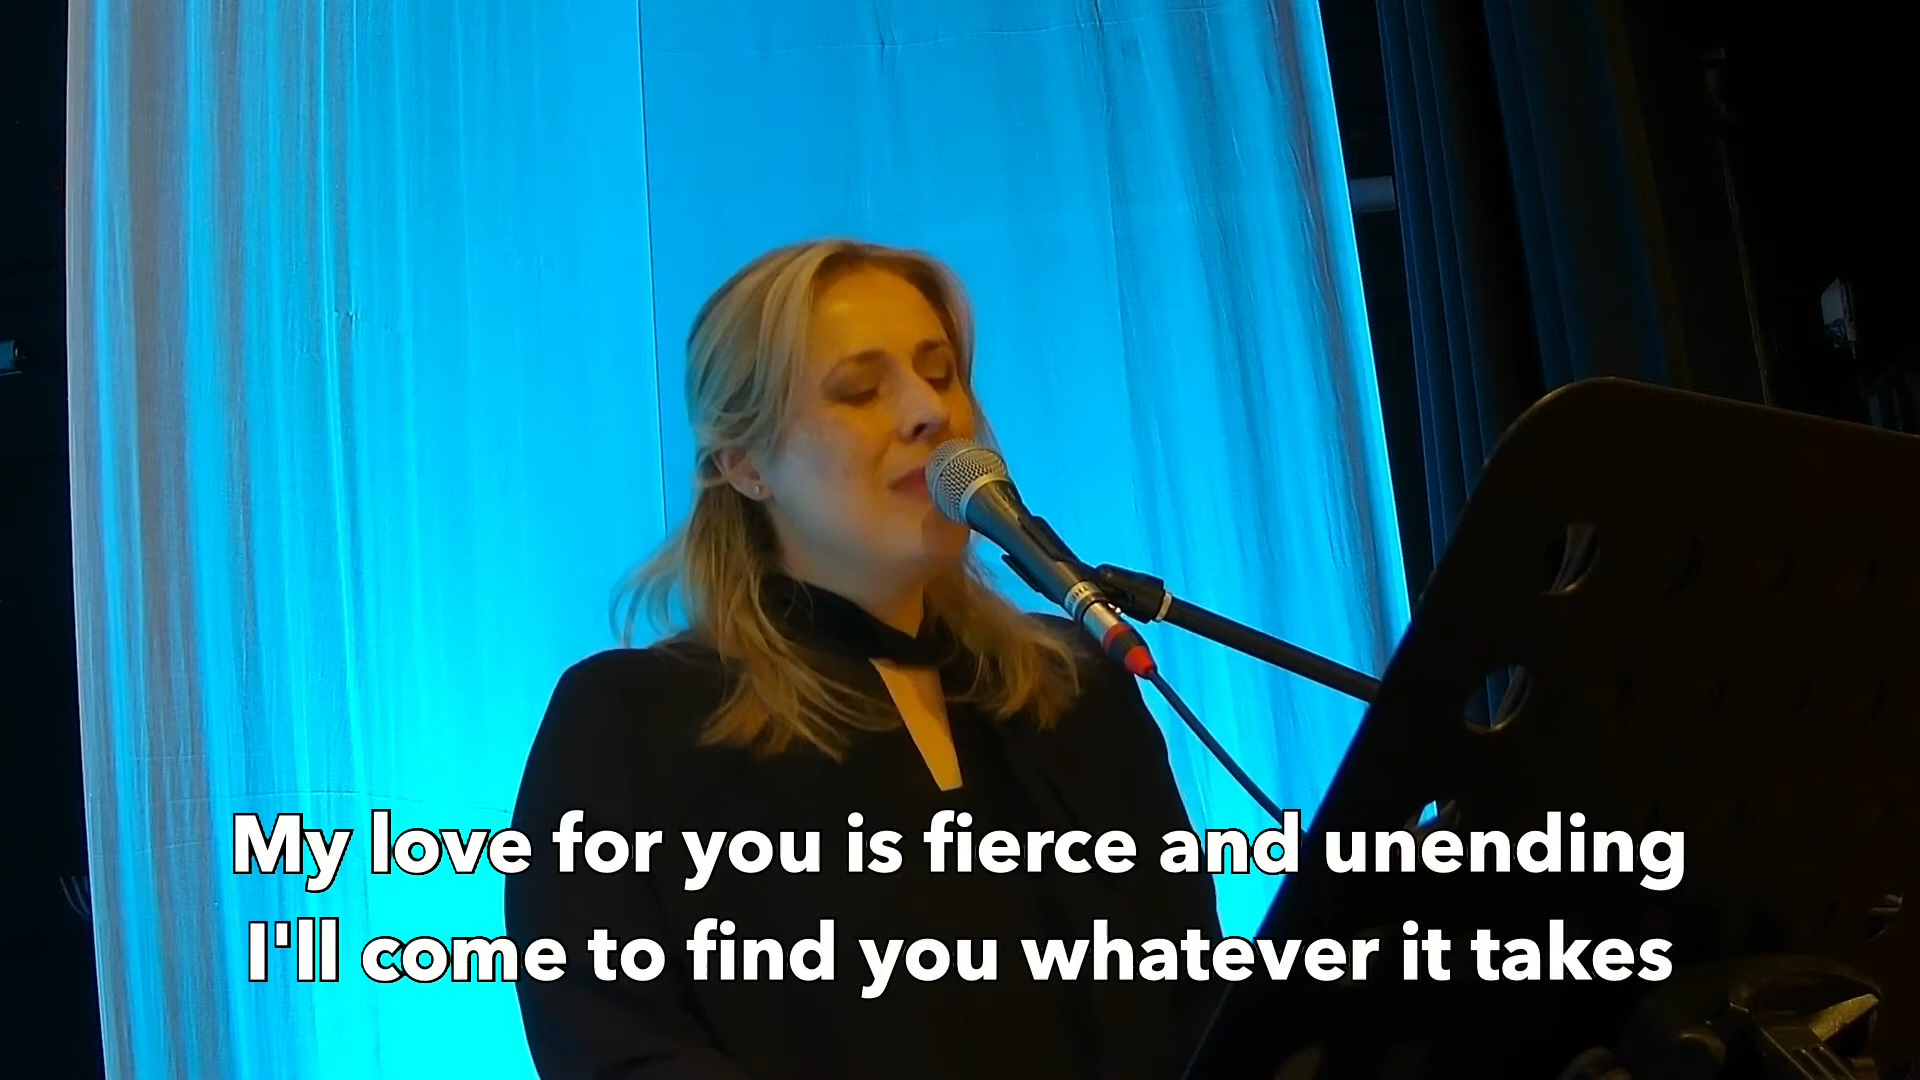 My love for you is fierce and unending
I'll come to find you whatever it takes